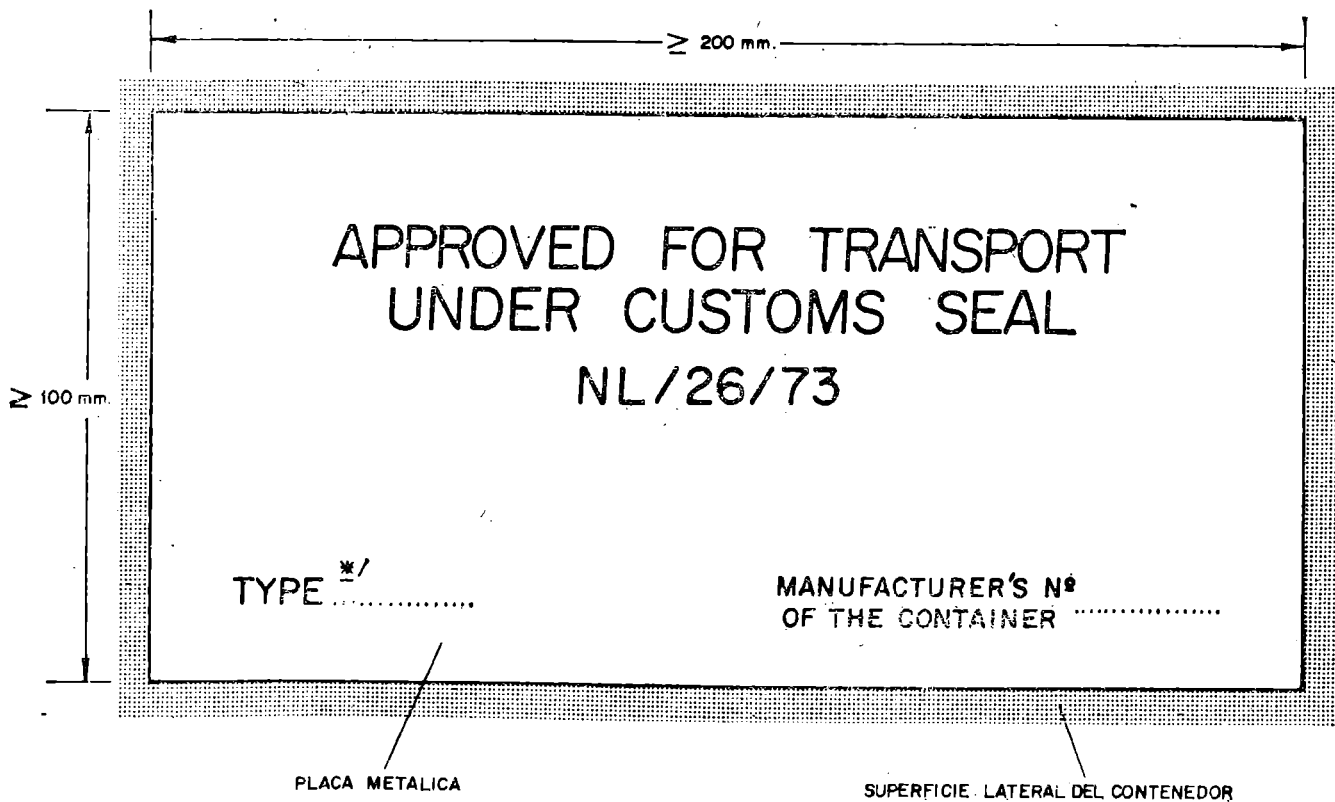 ≥ 200 mm.
APPROVED FOR TRANSPORT
UNDER CUSTOMS SEAL
NL/26/73
≥ 100 mm.
TYPE */ ..............
MANUFACTURER'S Nº
OF THE CONTAINER ..............
PLACA METALICA
SUPERFICIE LATERAL DEL CONTENEDOR